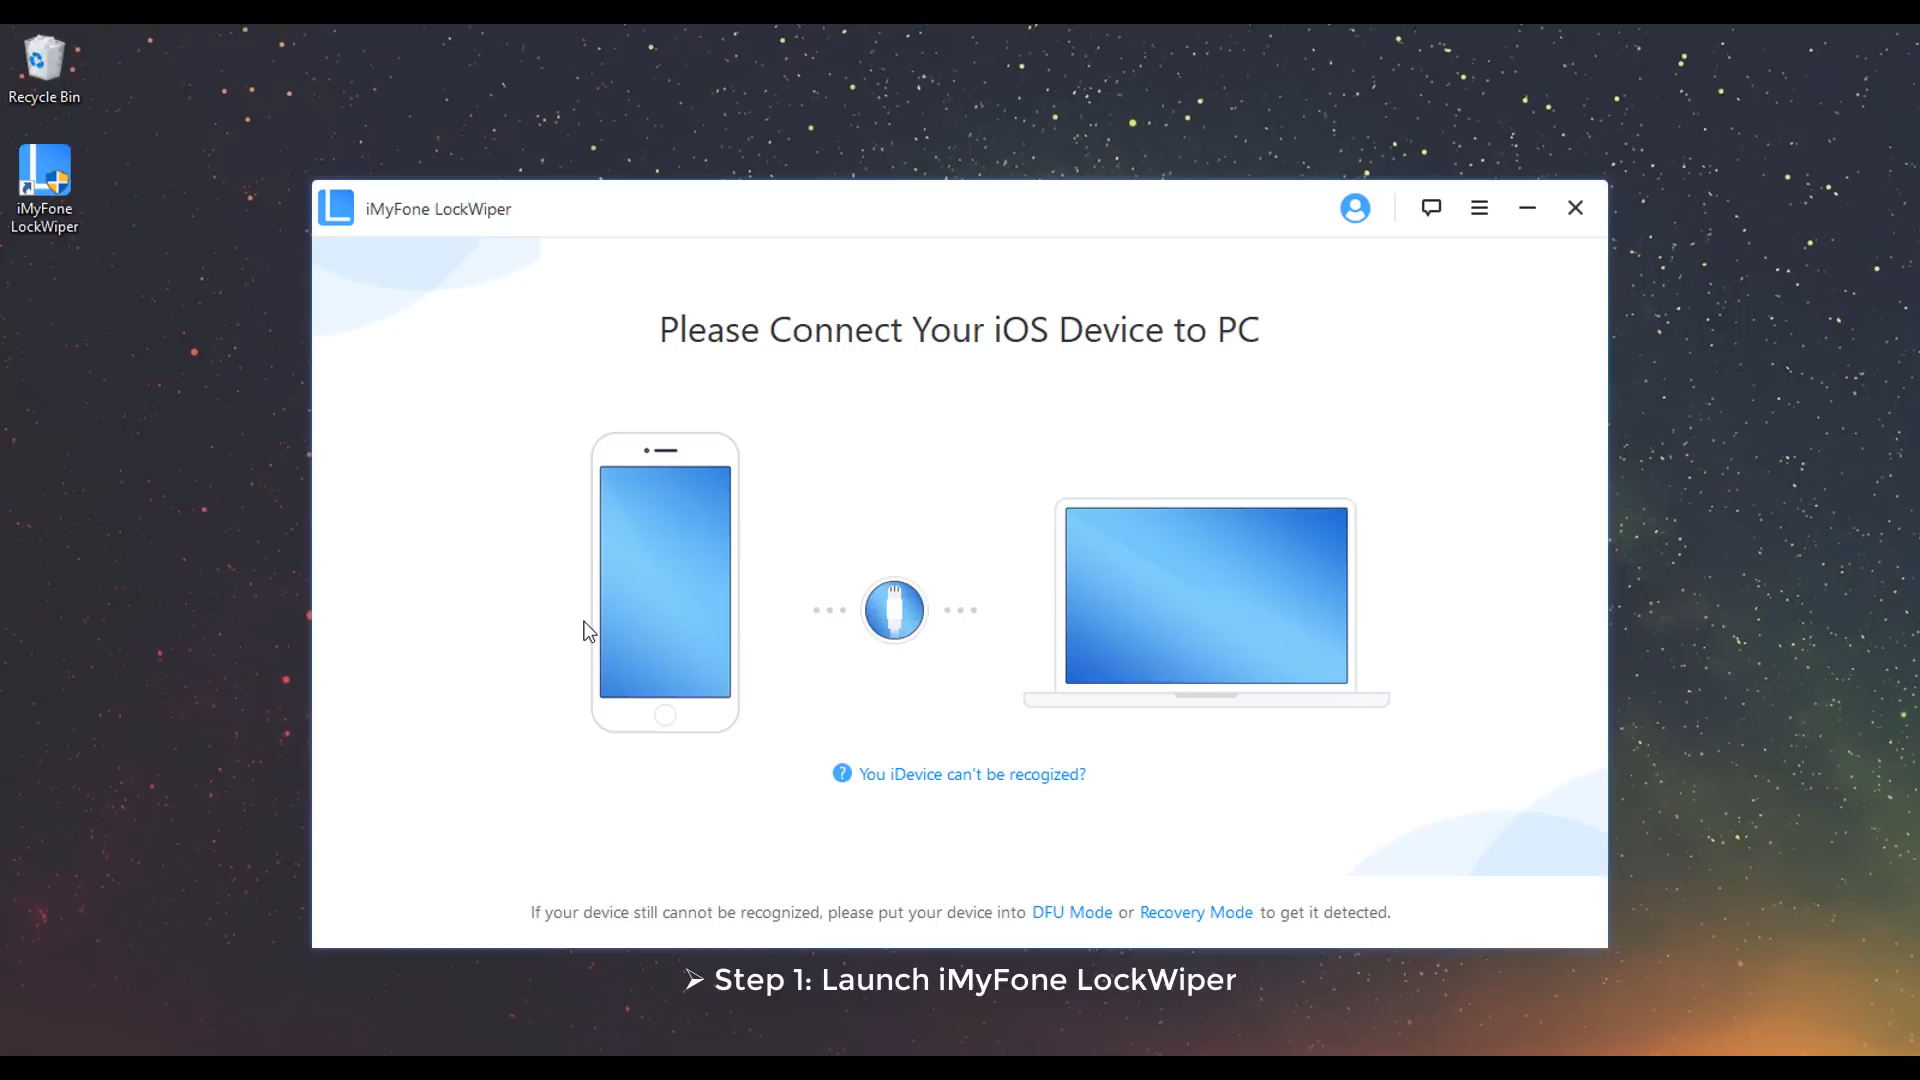 Recycle Bin
iMyFone
LockWiper
iMyFone LockWiper
Please Connect Your iOS Device to PC
? You iDevice can't be recogized?
If your device still cannot be recognized, please put your device into DFU Mode or Recovery Mode to get it detected.
➢ Step 1: Launch iMyFone LockWiper